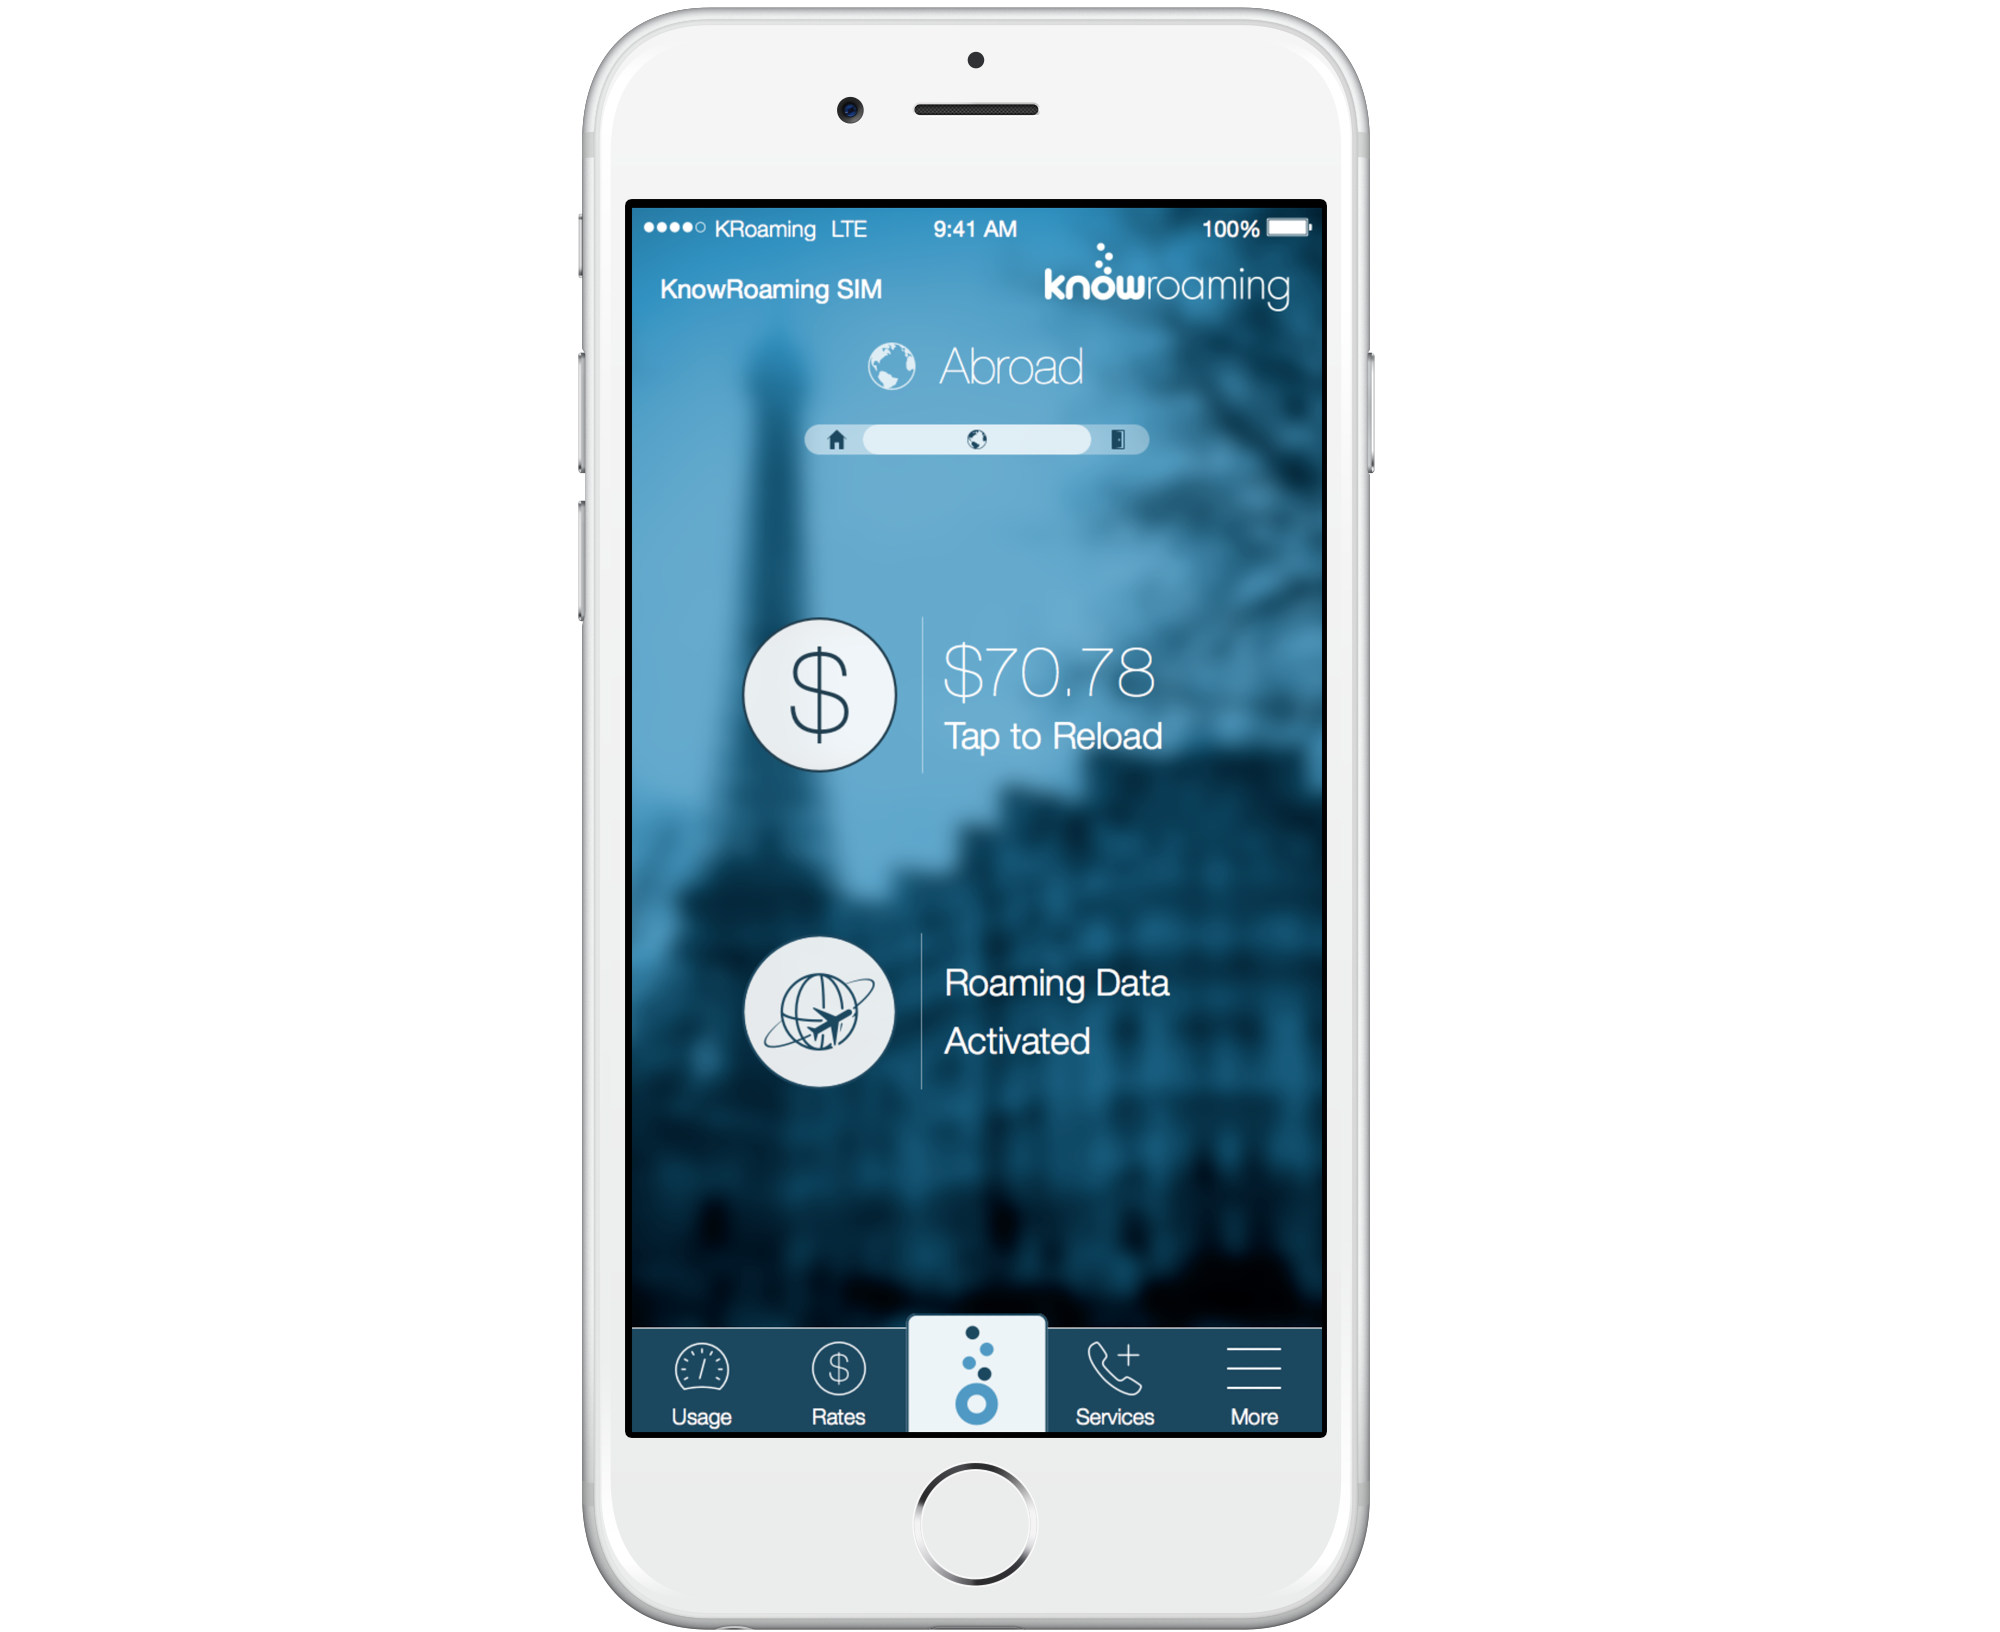 KRoaming LTE 9:41 AM 100%
KnowRoaming SIM knowroaming
Abroad
$
$70.78
Tap to Reload
Roaming Data
Activated
$
Usage Rates Services More